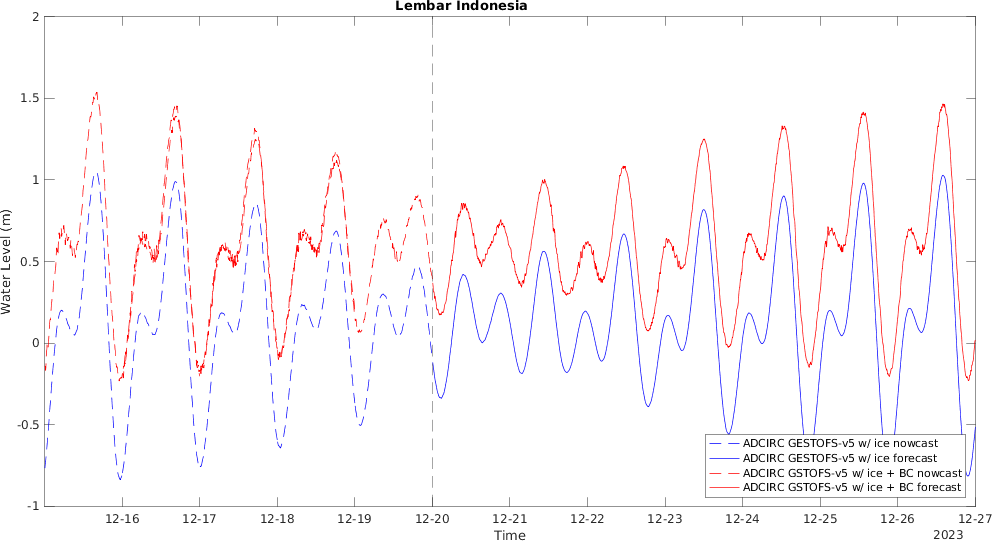 Lembar Indonesia
2
1.5
1
0.5
0
-0.5
-1
Water Level (m)
12-16 12-17 12-18 12-19 12-20 12-21 12-22 12-23 12-24 12-25 12-26 12-27
Time
2023
ADCIRC GESTOFS-v5 w/ ice nowcast
ADCIRC GESTOFS-v5 w/ ice forecast
ADCIRC GSTOFS-v5 w/ ice + BC nowcast
ADCIRC GSTOFS-v5 w/ ice + BC forecast